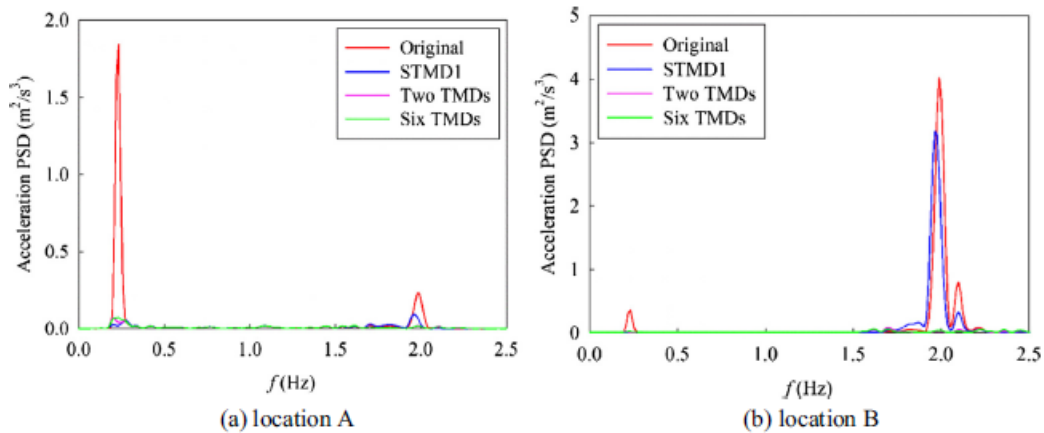 2.0
1.5
1.0
0.5
0.0
Acceleration PSD (m²/s³)
Original
STMD1
Two TMDs
Six TMDs
0.0 0.5 1.0 1.5 2.0 2.5
f (Hz)
(a) location A
5
4
3
2
1
0
Acceleration PSD (m²/s³)
Original
STMD1
Two TMDs
Six TMDs
0.0 0.5 1.0 1.5 2.0 2.5
f (Hz)
(b) location B